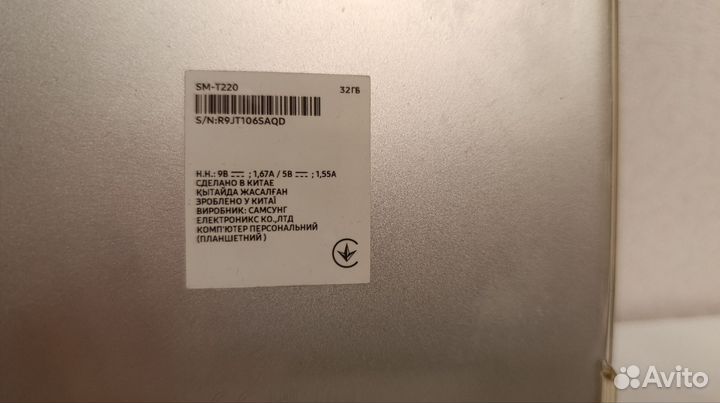 SM-T220 32ГБ
S/N:R9JT106SAQD
Н.Н.: 9В ; 1,67А / 5В ; 1,55А
СДЕЛАНО В КИТАЕ
ҚЫТАЙДА ЖАСАЛҒАН
ЗРОБЛЕНО У КИТАЇ
ВИРОБНИК: САМСУНГ
ЕЛЕКТРОНИКС КО.,ЛТД
КОМП'ЮТЕР ПЕРСОНАЛЬНИЙ
(ПЛАНШЕТНИЙ )
Avito